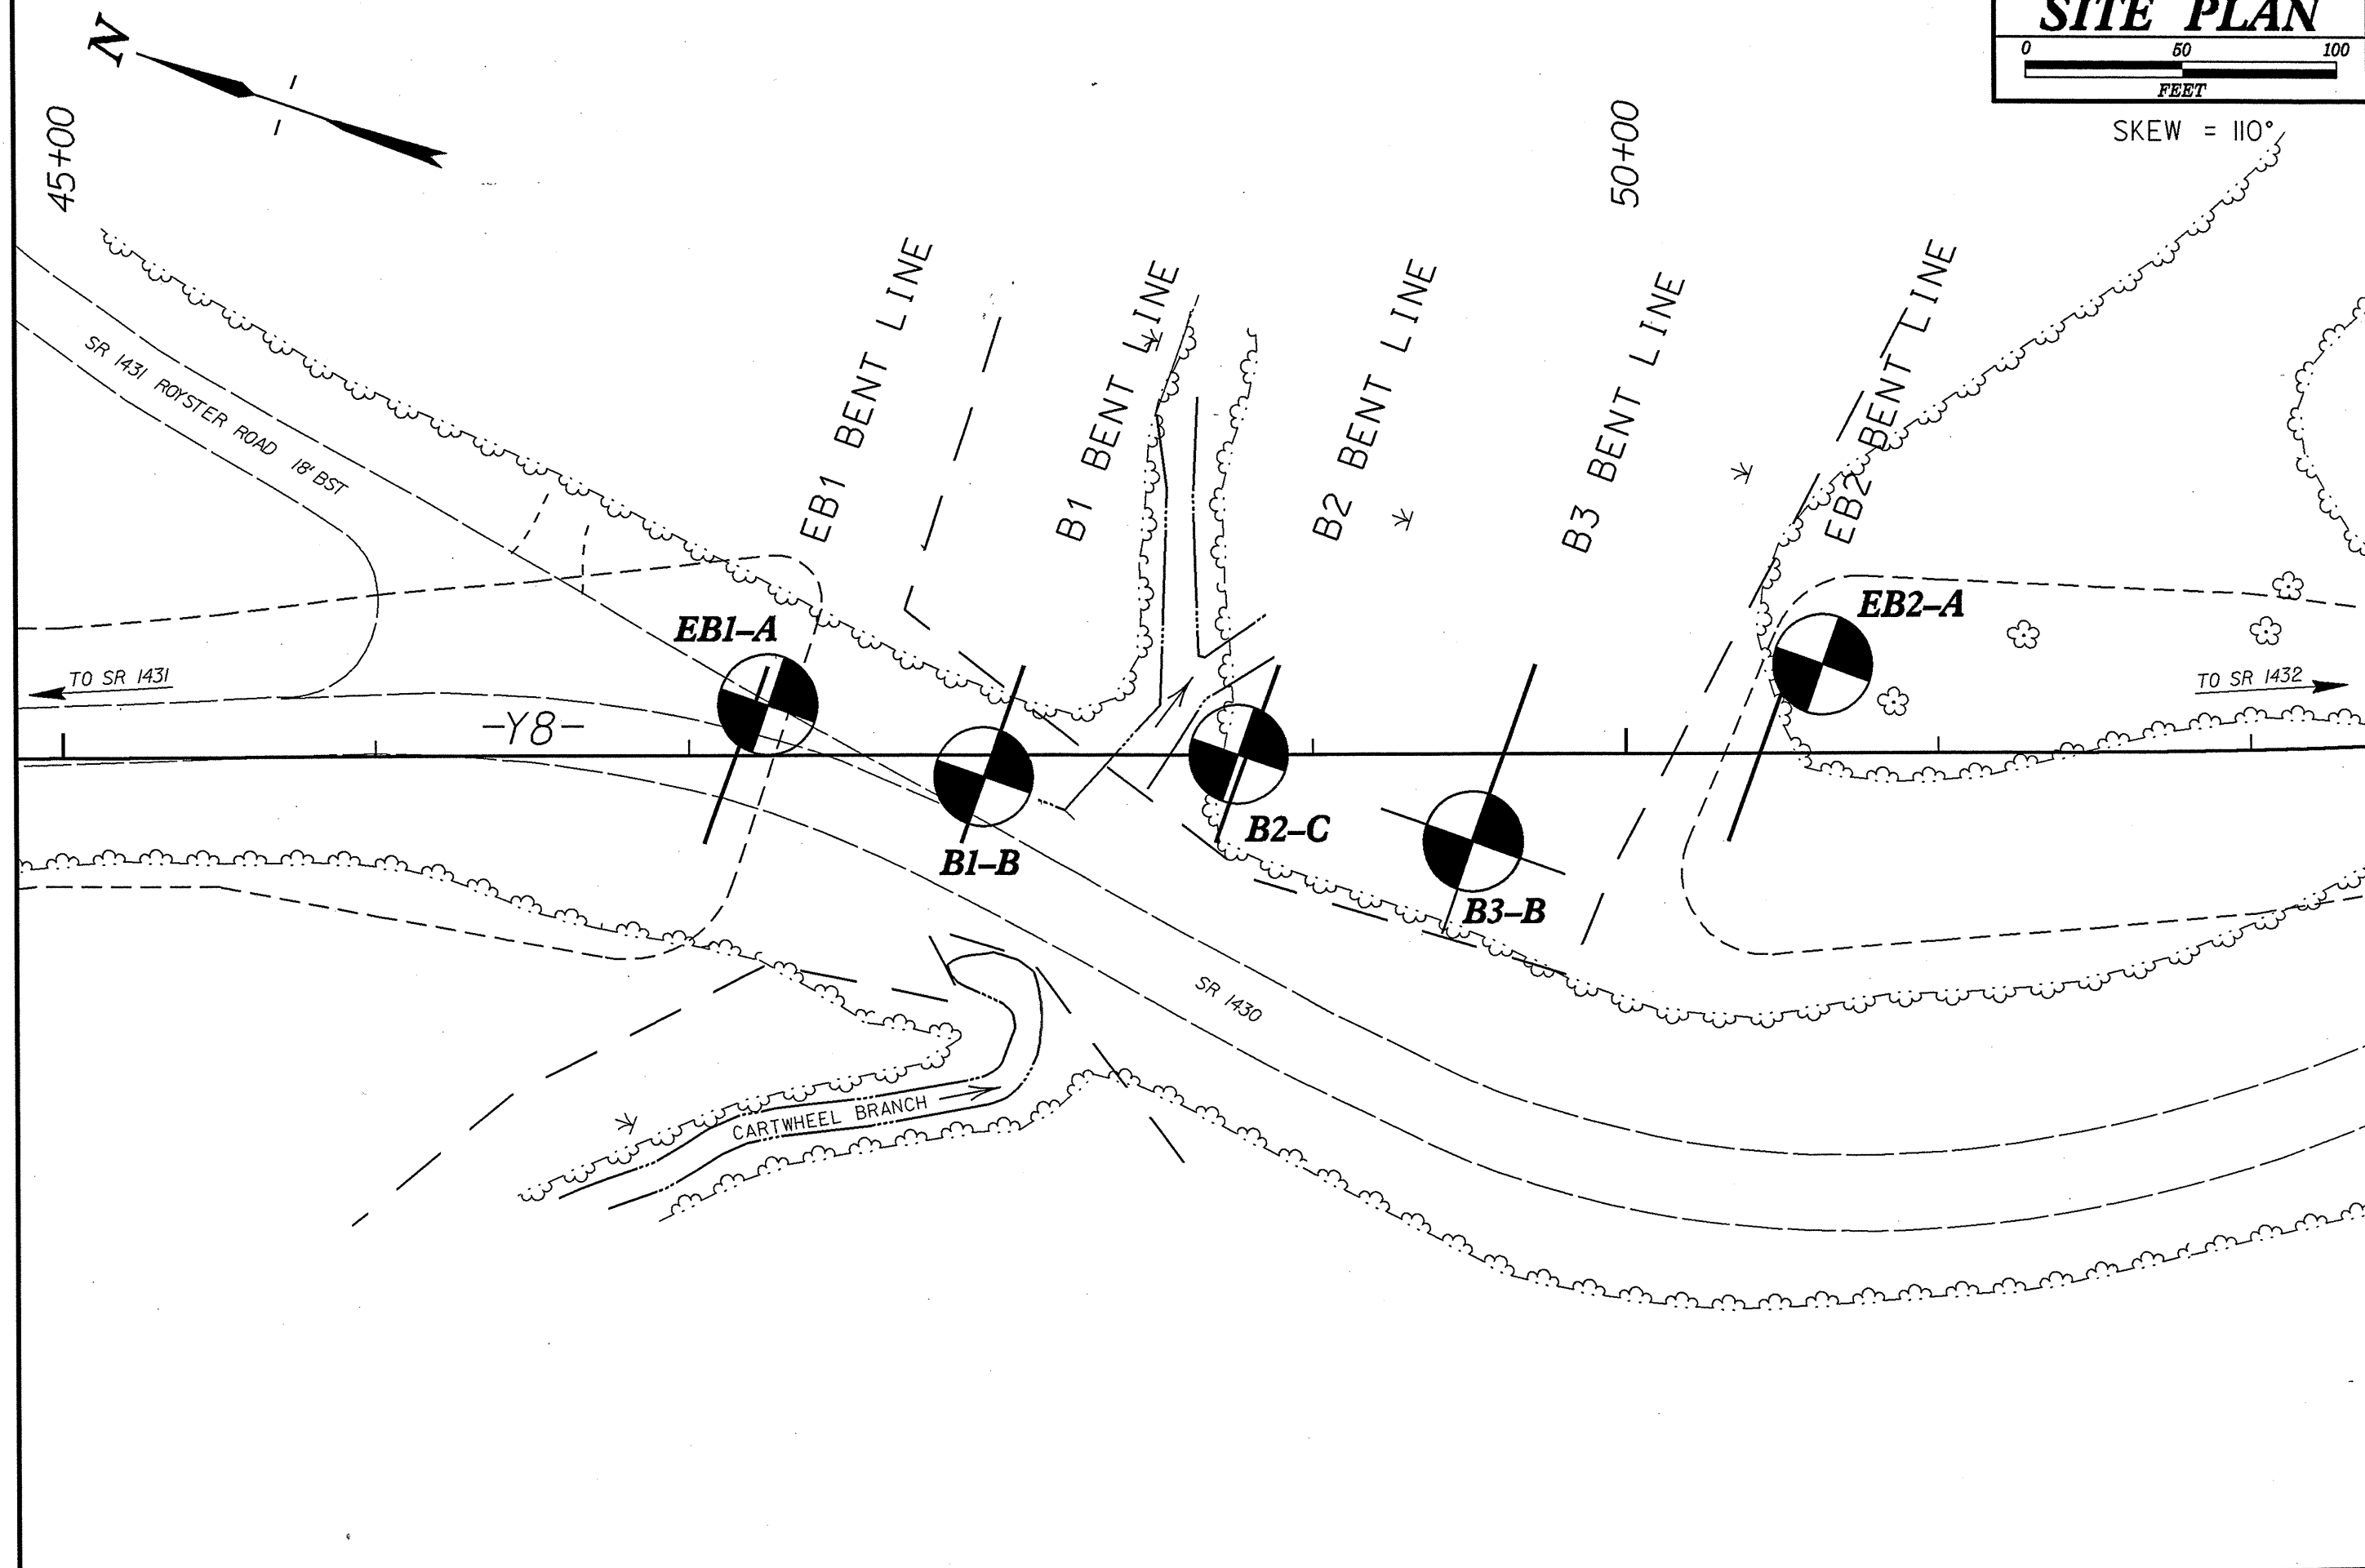 SITE PLAN
0 50 100
FEET
SKEW = 110°
N
45+00
50+00
EB1 BENT LINE
B1 BENT LINE
B2 BENT LINE
B3 BENT LINE
EB2 BENT LINE
SR 1431 ROYSTER ROAD 18' BST
EB1-A
EB2-A
TO SR 1431
TO SR 1432
-Y8-
B2-C
B1-B
B3-B
SR 1430
CARTWHEEL BRANCH